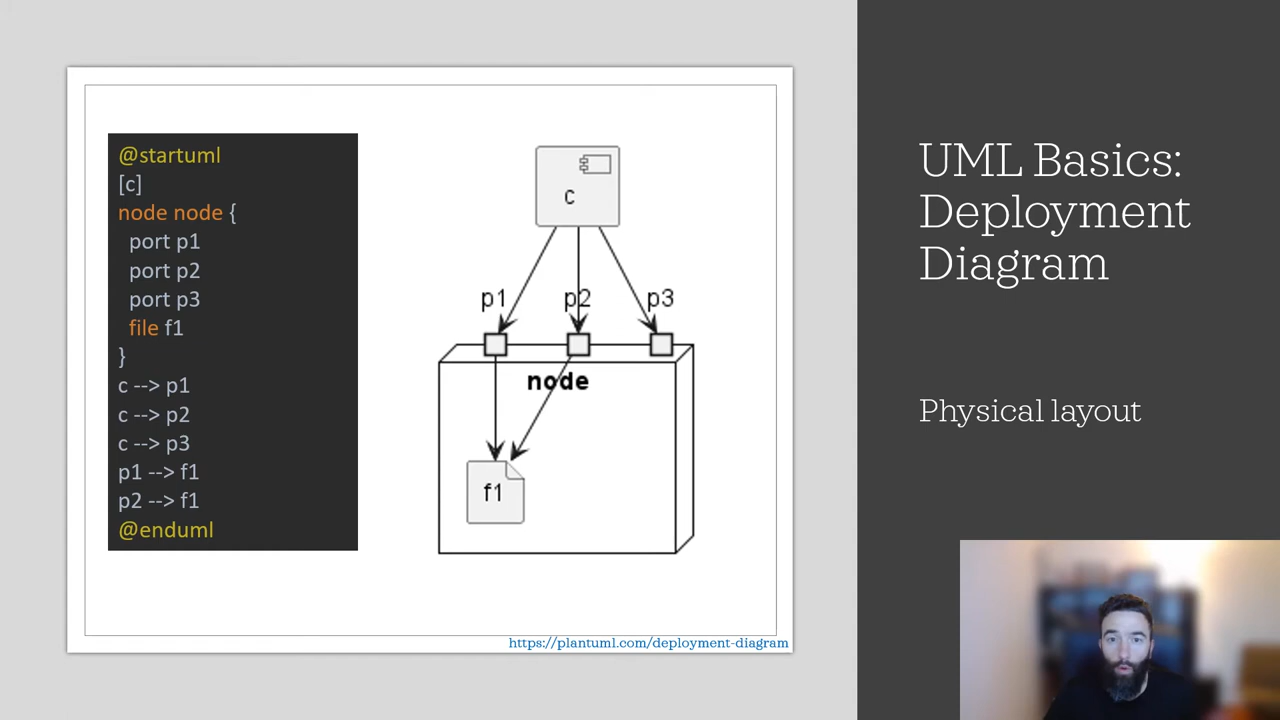 @startuml
[c]
node node {
port p1
port p2
port p3
file f1
}
c --> p1
c --> p2
c --> p3
p1 --> f1
p2 --> f1
@enduml
c
p1 p2 p3
node
f1
https://plantuml.com/deployment-diagram
UML Basics:
Deployment
Diagram
Physical layout